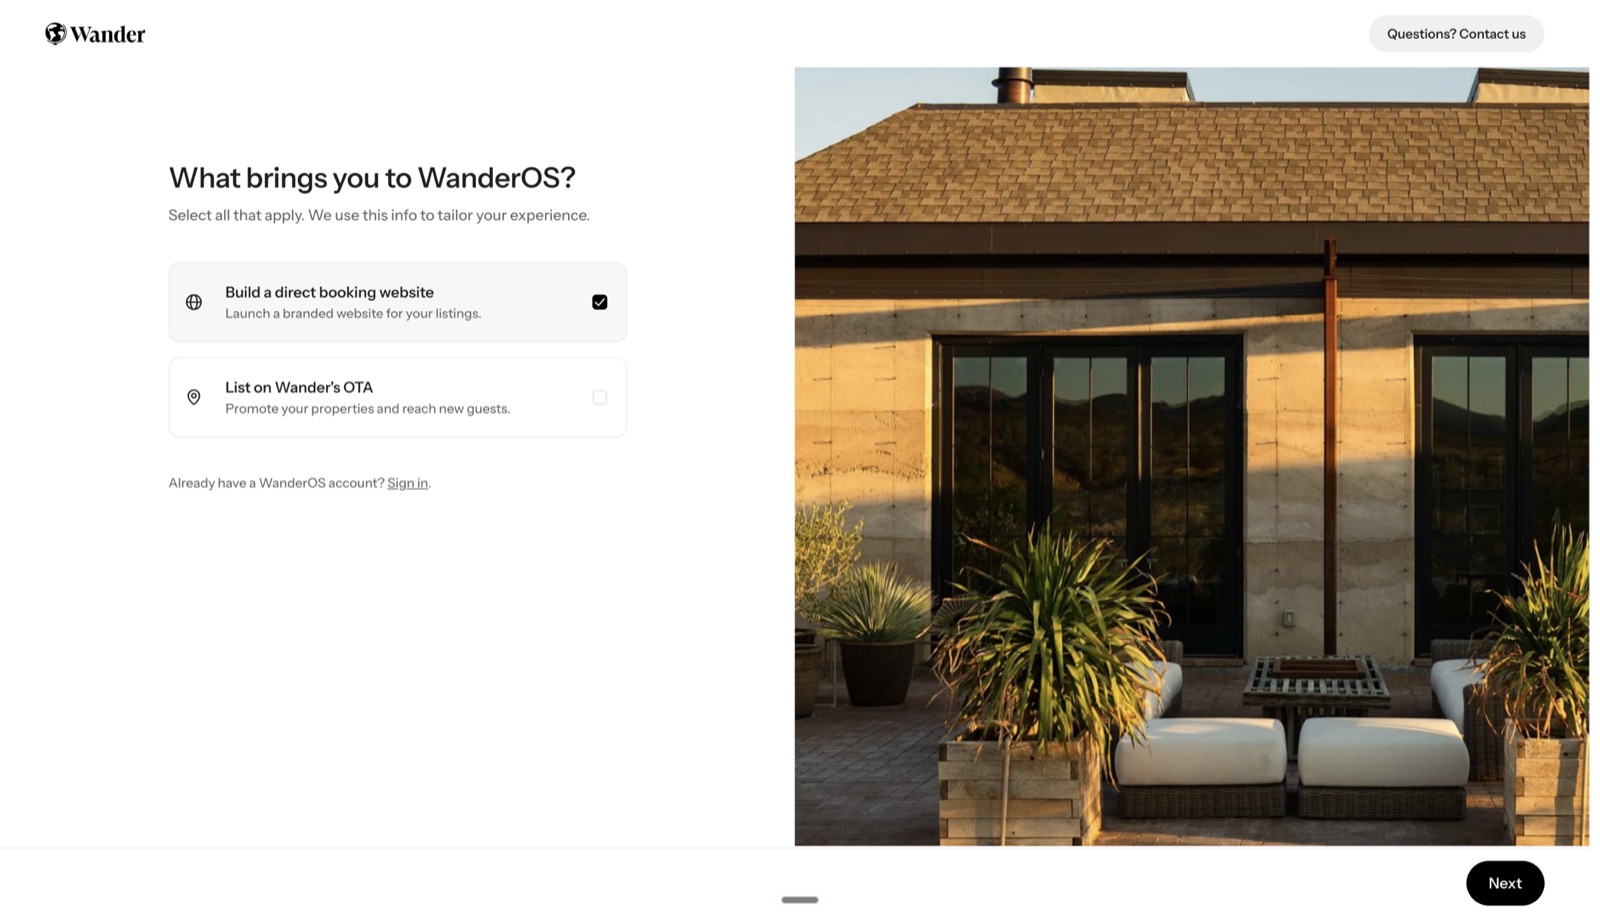 Wander
Questions? Contact us
What brings you to WanderOS?
Select all that apply. We use this info to tailor your experience.
Build a direct booking website
Launch a branded website for your listings.
List on Wander's OTA
Promote your properties and reach new guests.
Already have a WanderOS account? Sign in.
Next